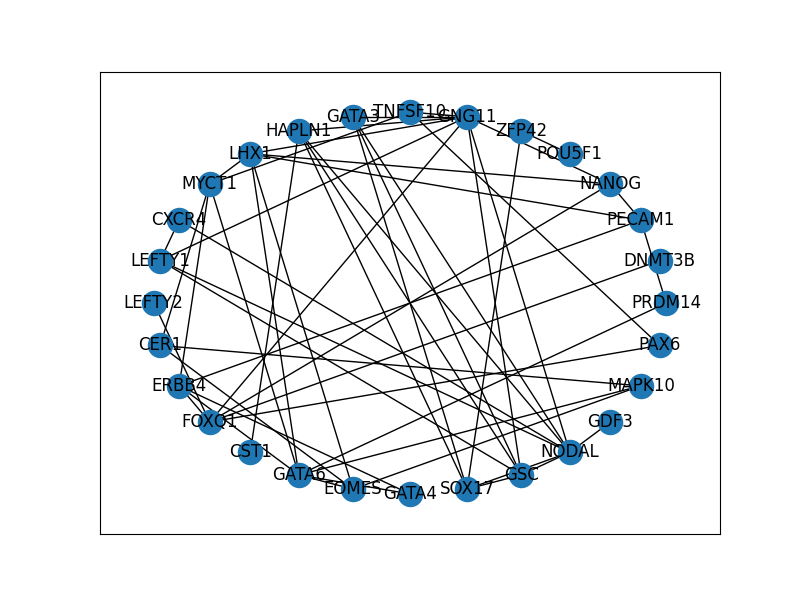 TNFSF10
GATA3
GNG11
HAPLN1
ZFP42
LHX1
POU5F1
MYCT1
NANOG
CXCR4
PECAM1
LEFTY1
DNMT3B
LEFTY2
PRDM14
CER1
PAX6
ERBB4
MAPK10
FOXQ1
GDF3
CST1
NODAL
GATA6
GSC
EOMES
SOX17
GATA4